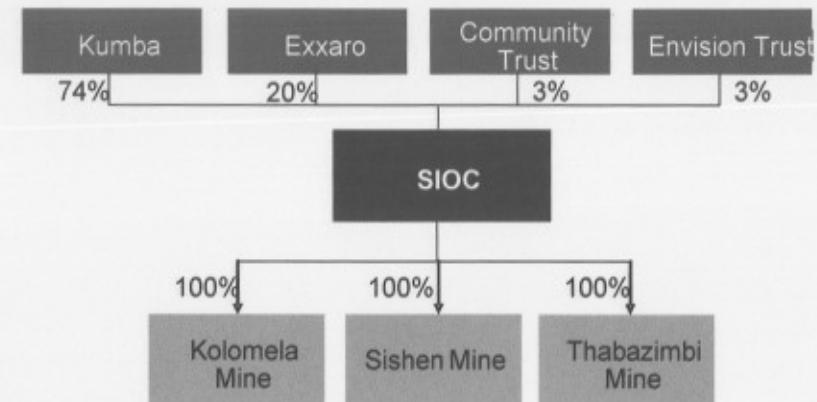 Kumba
Exxaro
Community
Trust
Envision Trust
74%
20%
3%
3%
SIOC
100%
100%
100%
Kolomela
Mine
Sishen Mine
Thabazimbi
Mine